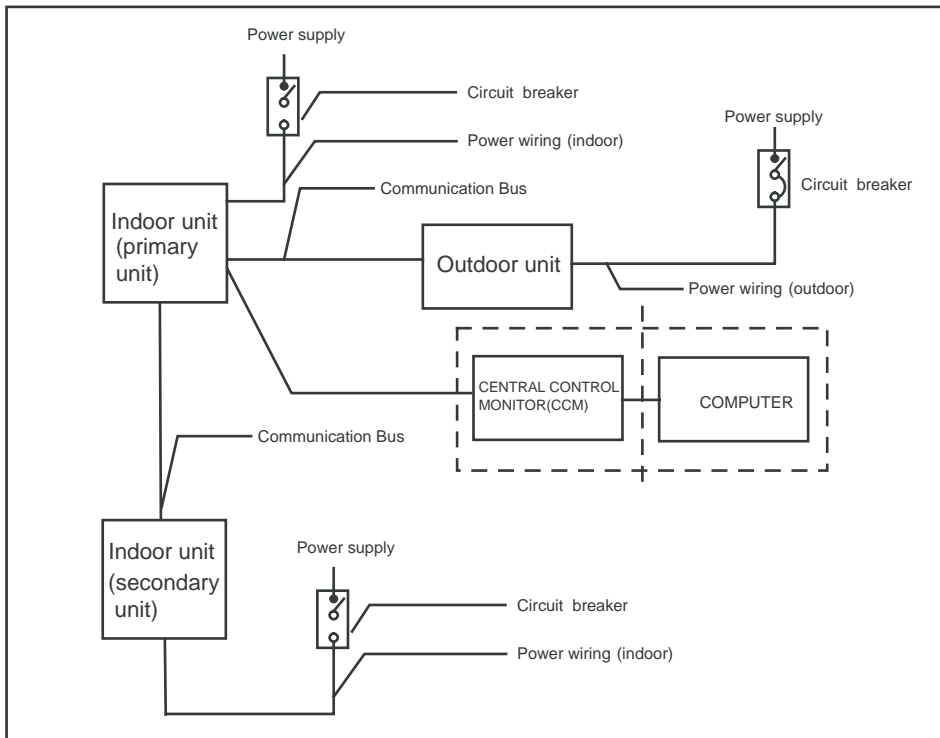 Power supply
Circuit breaker
Power supply
Power wiring (indoor)
Communication Bus
Circuit breaker
Indoor unit
(primary
unit)
Outdoor unit
Power wiring (outdoor)
CENTRAL CONTROL
MONITOR(CCM)
COMPUTER
Communication Bus
Indoor unit
(secondary
unit)
Power supply
Circuit breaker
Power wiring (indoor)